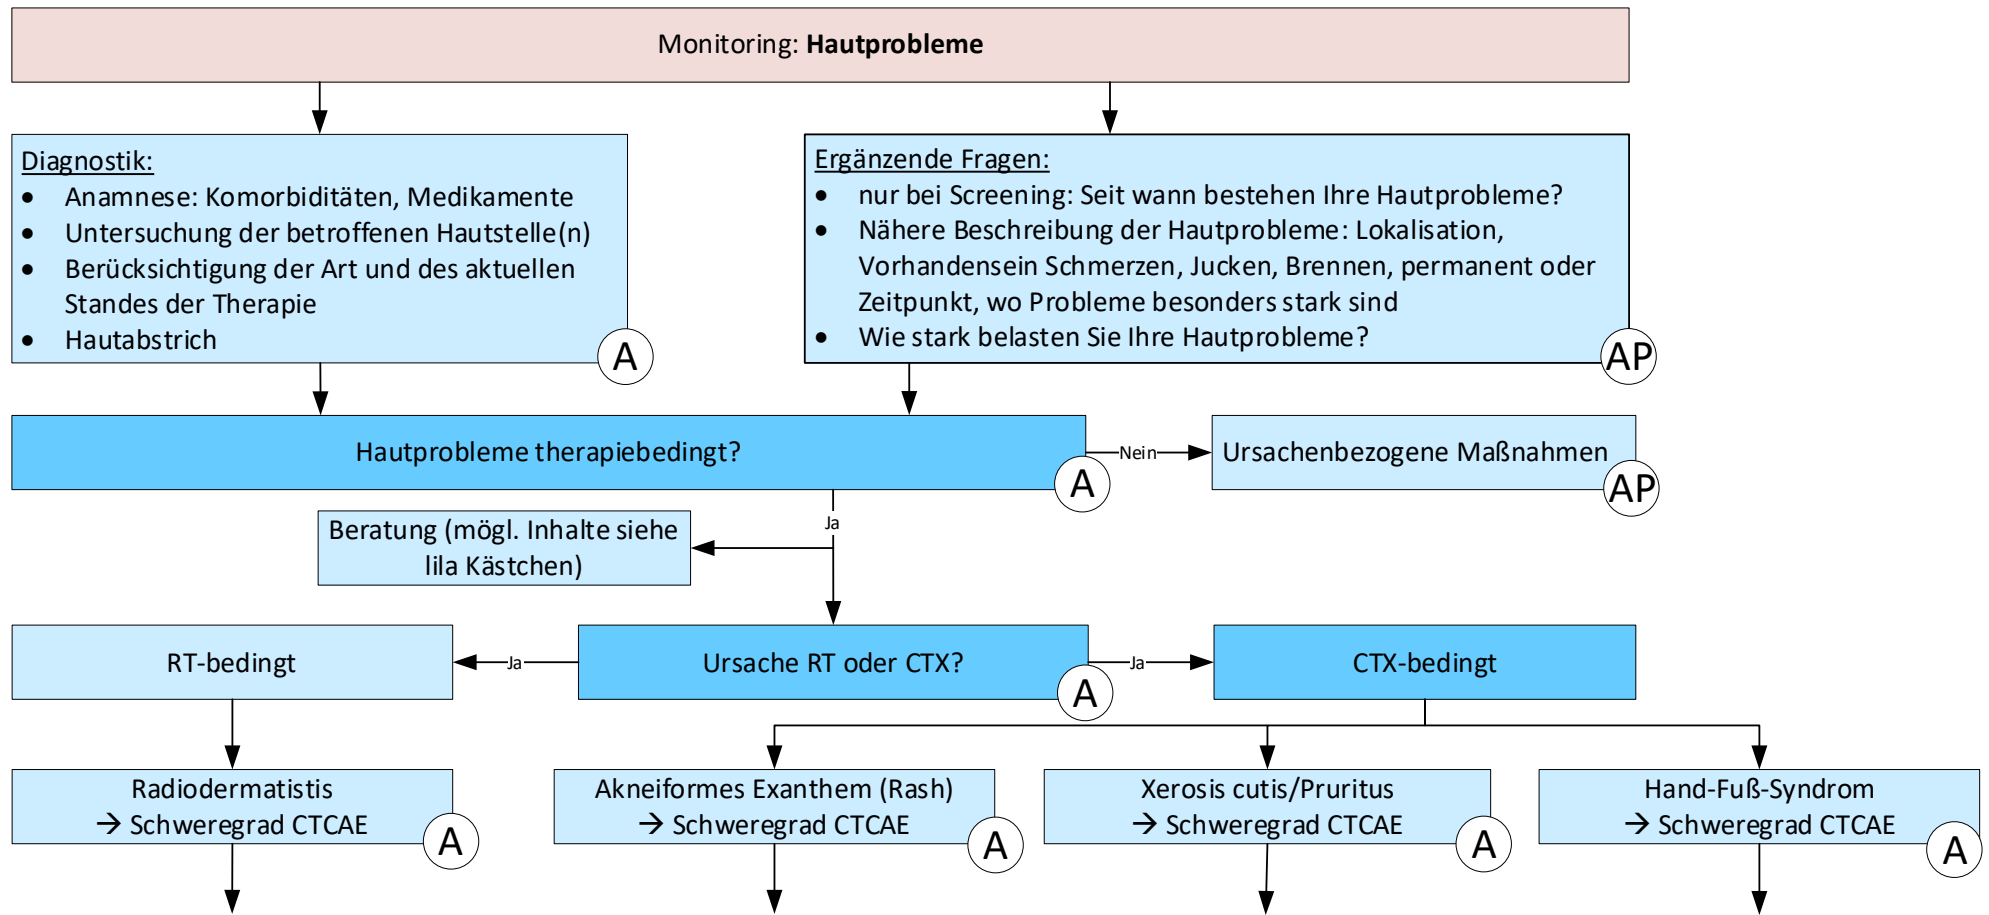 Monitoring: Hautprobleme
Diagnostik:
• Anamnese: Komorbiditäten, Medikamente
• Untersuchung der betroffenen Hautstelle(n)
• Berücksichtigung der Art und des aktuellen
Standes der Therapie
• Hautabstrich
A
Ergänzende Fragen:
• nur bei Screening: Seit wann bestehen Ihre Hautprobleme?
• Nähere Beschreibung der Hautprobleme: Lokalisation,
Vorhandensein Schmerzen, Jucken, Brennen, permanent oder
Zeitpunkt, wo Probleme besonders stark sind
• Wie stark belasten Sie Ihre Hautprobleme?
AP
Hautprobleme therapiebedingt?
A
Nein
Ursachenbezogene Maßnahmen
AP
Ja
Beratung (mögl. Inhalte siehe
lila Kästchen)
RT-bedingt
Ja
Ursache RT oder CTX?
A
Ja
CTX-bedingt
Radiodermatistis
→ Schweregrad CTCAE
A
Akneiformes Exanthem (Rash)
→ Schweregrad CTCAE
A
Xerosis cutis/Pruritus
→ Schweregrad CTCAE
A
Hand-Fuß-Syndrom
→ Schweregrad CTCAE
A